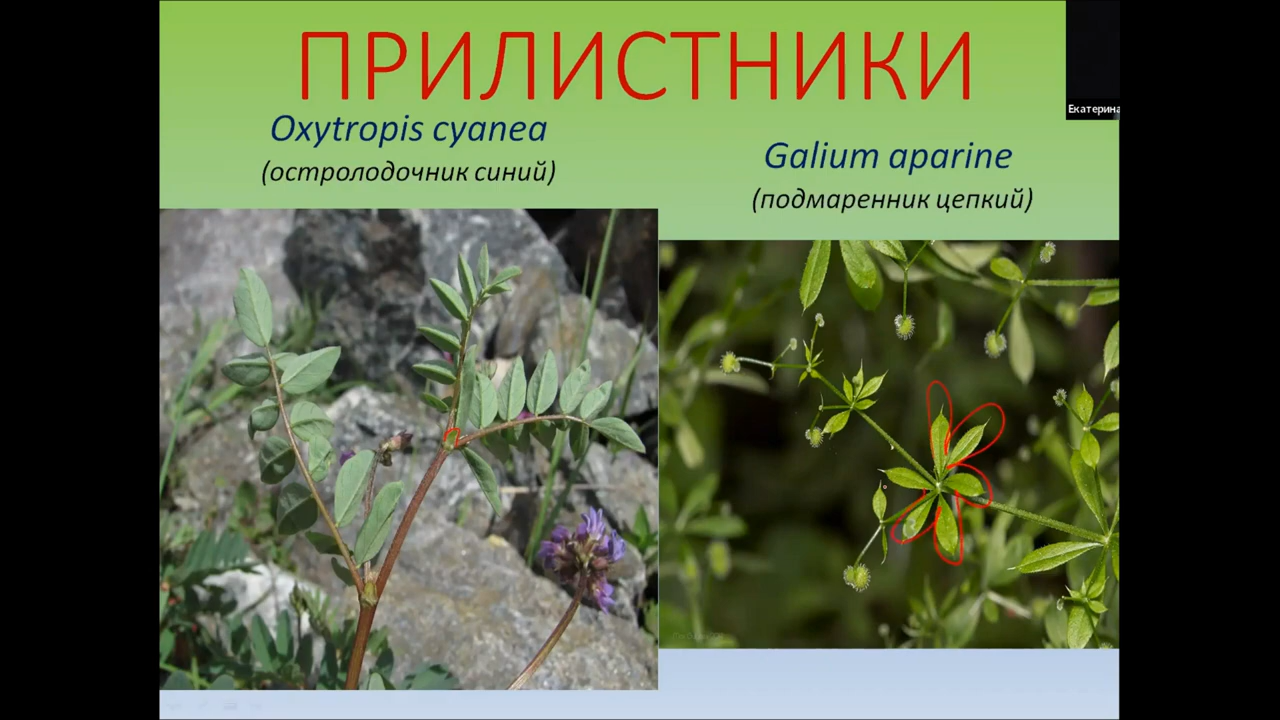 ПРИЛИСТНИКИ
Oxytropis cyanea
(остролодочник синий)
Galium aparine
(подмаренник цепкий)
Екатерина